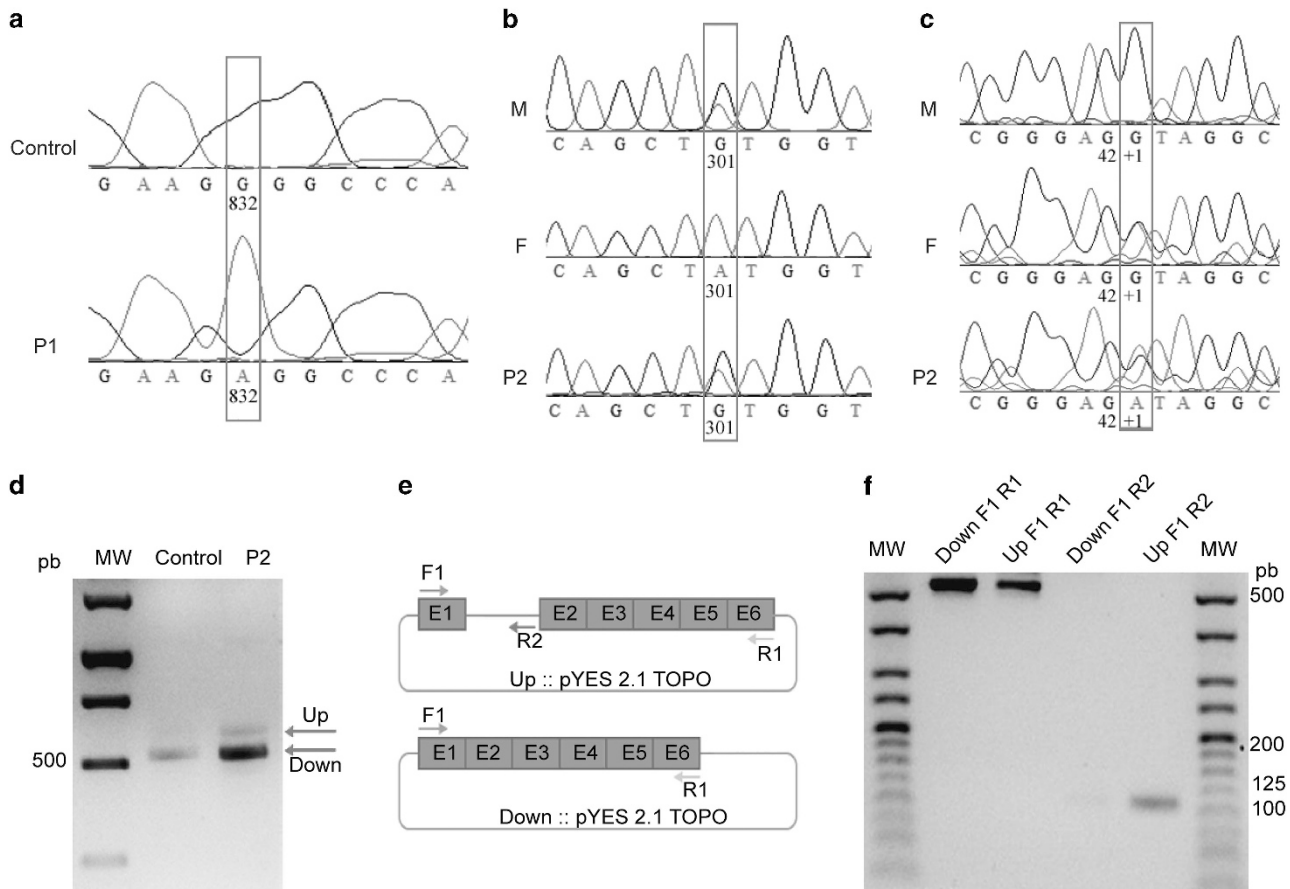 a
Control
G A A G G G G C C C A
832
P1
G A A G A G G C C C A
832
b
M
C A G C T G T G G T
301
F
C A G C T A T G G T
301
P2
C A G C T G T G G T
301
c
M
C G G G A G G T A G G C
42 +1
F
C G G G A G G T A G G C
42 +1
P2
C G G G A G A T A G G C
42 +1
d
pb MW Control P2
Up
500
Down
e
F1
E1 E2 E3 E4 E5 E6
R2
R1
Up :: pYES 2.1 TOPO
F1
E1 E2 E3 E4 E5 E6
R1
Down :: pYES 2.1 TOPO
f
MW Down F1 R1 Up F1 R1 Down F1 R2 Up F1 R2 MW
pb
500
200
125
100